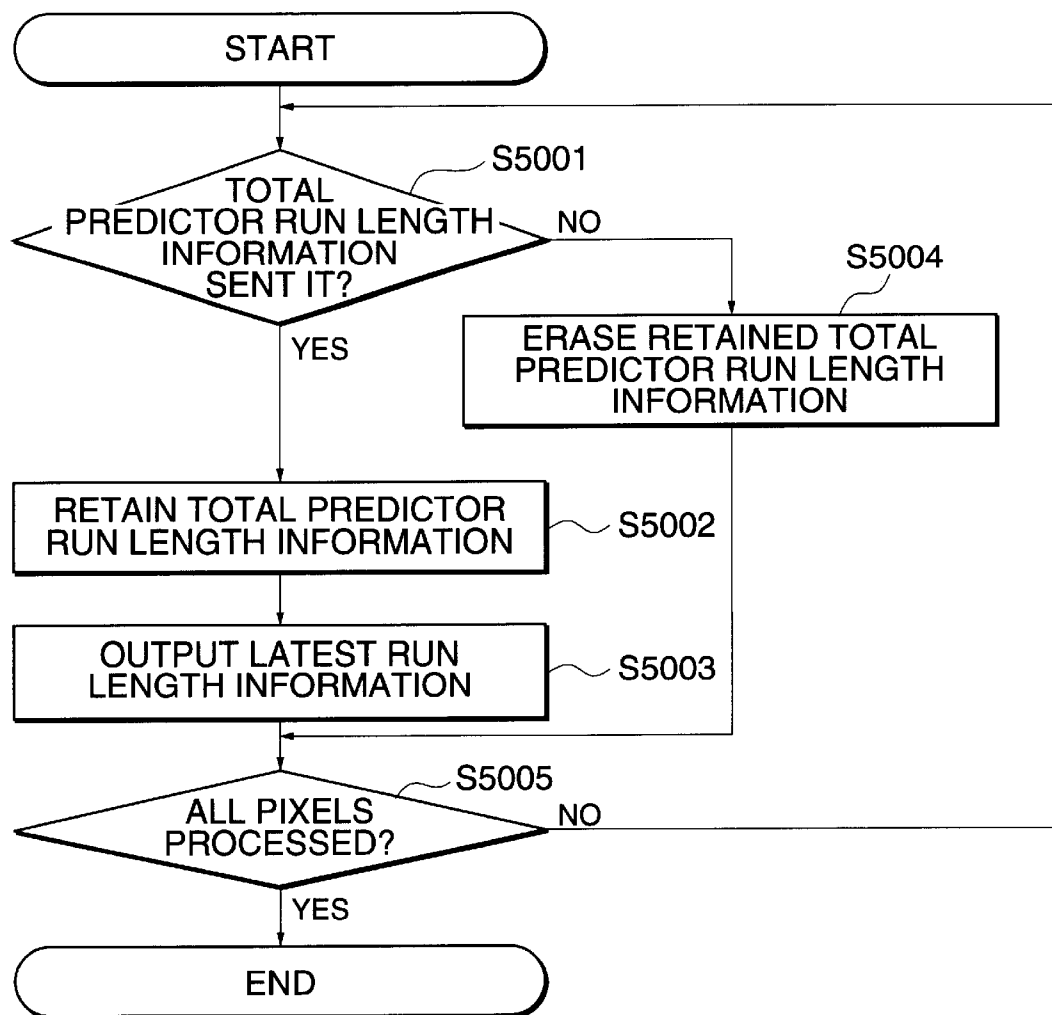 START
S5001
TOTAL
PREDICTOR RUN LENGTH
INFORMATION
SENT IT?
NO
YES
S5004
ERASE RETAINED TOTAL
PREDICTOR RUN LENGTH
INFORMATION
RETAIN TOTAL PREDICTOR
RUN LENGTH INFORMATION
S5002
OUTPUT LATEST RUN
LENGTH INFORMATION
S5003
S5005
ALL PIXELS
PROCESSED?
NO
YES
END